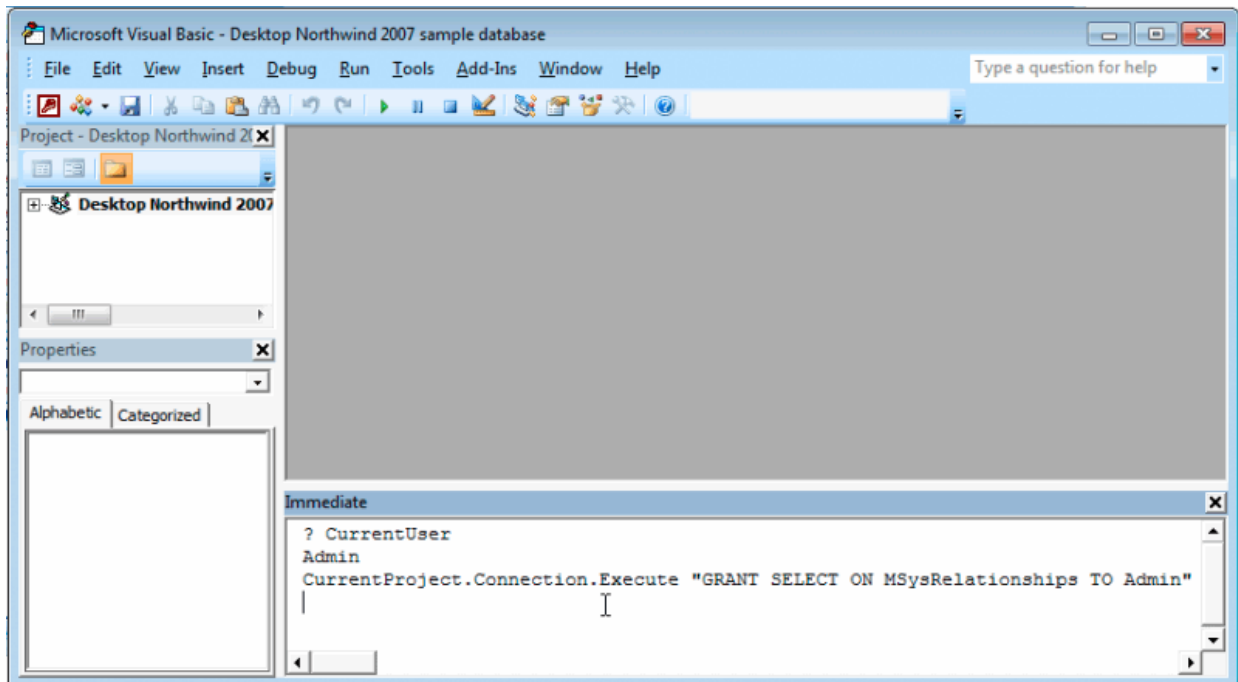 Microsoft Visual Basic - Desktop Northwind 2007 sample database
File Edit View Insert Debug Run Tools Add-Ins Window Help
Type a question for help
Project - Desktop Northwind 2
Desktop Northwind 2007
Properties
Alphabetic Categorized
Immediate
? CurrentUser
Admin
CurrentProject.Connection.Execute "GRANT SELECT ON MSysRelationships TO Admin"